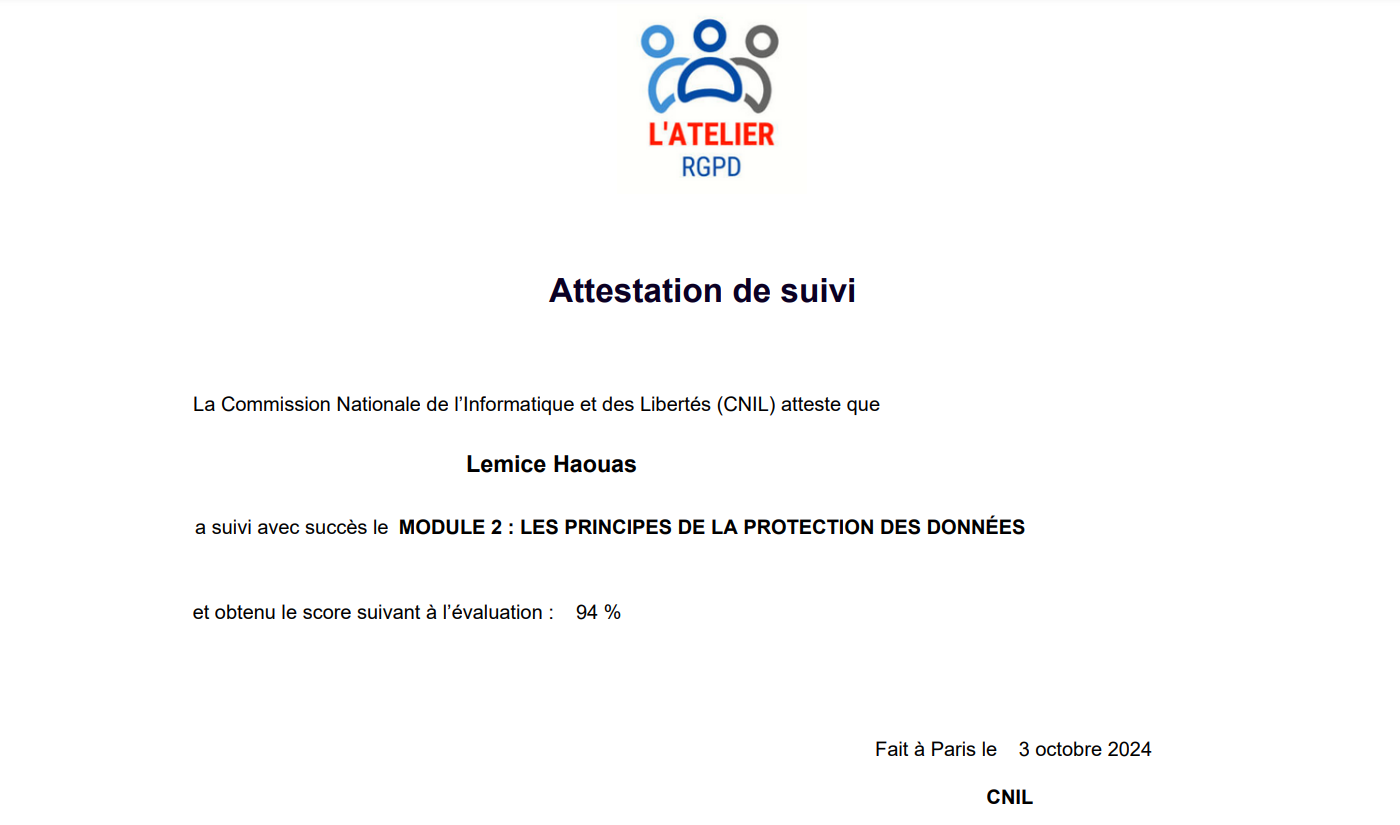 L'ATELIER
RGPD
Attestation de suivi
La Commission Nationale de l’Informatique et des Libertés (CNIL) atteste que
Lemice Haouas
a suivi avec succès le MODULE 2 : LES PRINCIPES DE LA PROTECTION DES DONNÉES
et obtenu le score suivant à l’évaluation : 94 %
Fait à Paris le 3 octobre 2024
CNIL